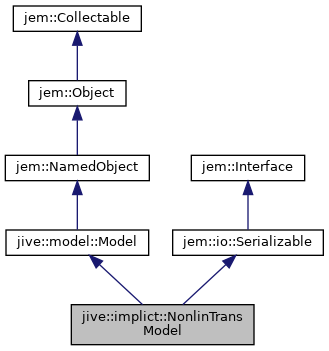 jem::Collectable
jem::Object
jem::NamedObject
jem::Interface
jive::model::Model
jem::io::Serializable
jive::implict::NonlinTrans
Model